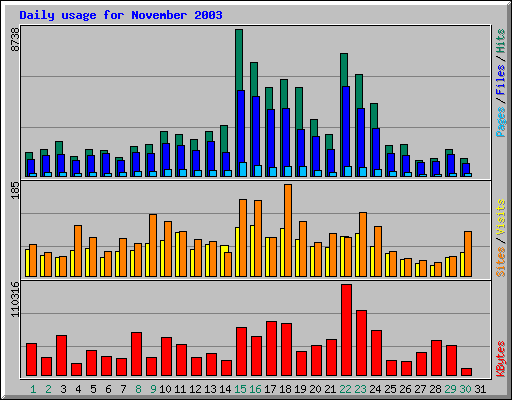 Daily usage for November 2003
8738
Pages / Files / Hits
185
Sites / Visits
110316
KBytes
1 2 3 4 5 6 7 8 9 10 11 12 13 14 15 16 17 18 19 20 21 22 23 24 25 26 27 28 29 30 31